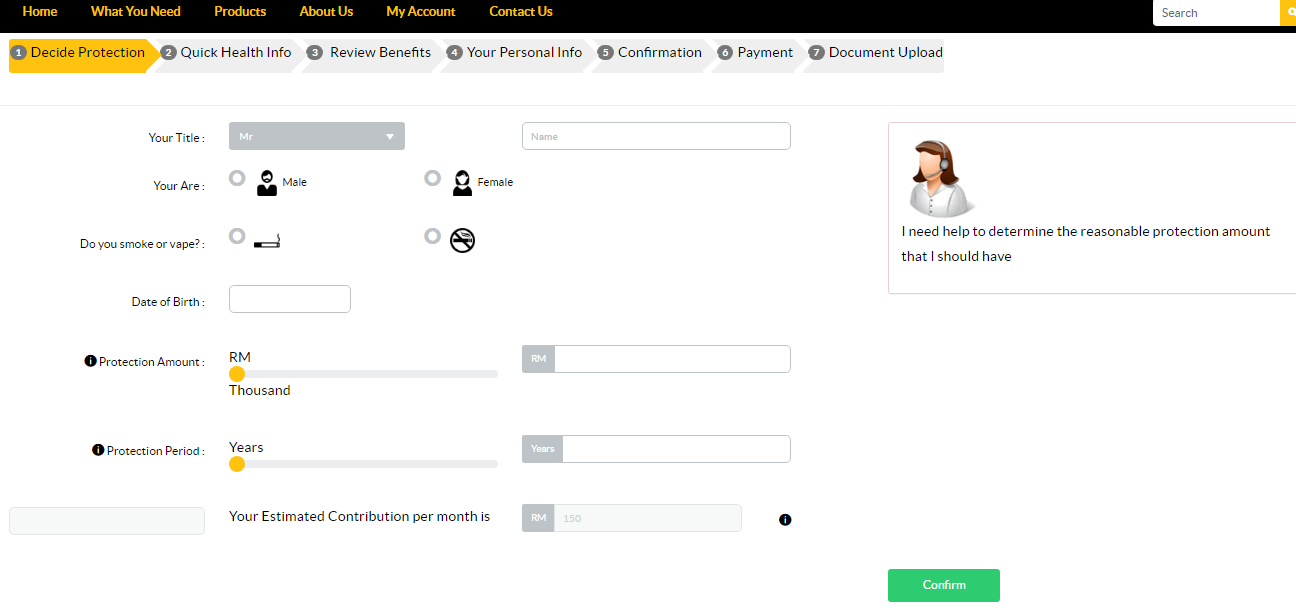 Home What You Need Products About Us My Account Contact Us Search
1 Decide Protection 2 Quick Health Info 3 Review Benefits 4 Your Personal Info 5 Confirmation 6 Payment 7 Document Upload
Your Title : Mr Name
Your Are : Male Female
Do you smoke or vape? :
I need help to determine the reasonable protection amount
that I should have
Date of Birth :
Protection Amount : RM RM
Thousand
Protection Period : Years Years
Your Estimated Contribution per month is RM 150
Confirm